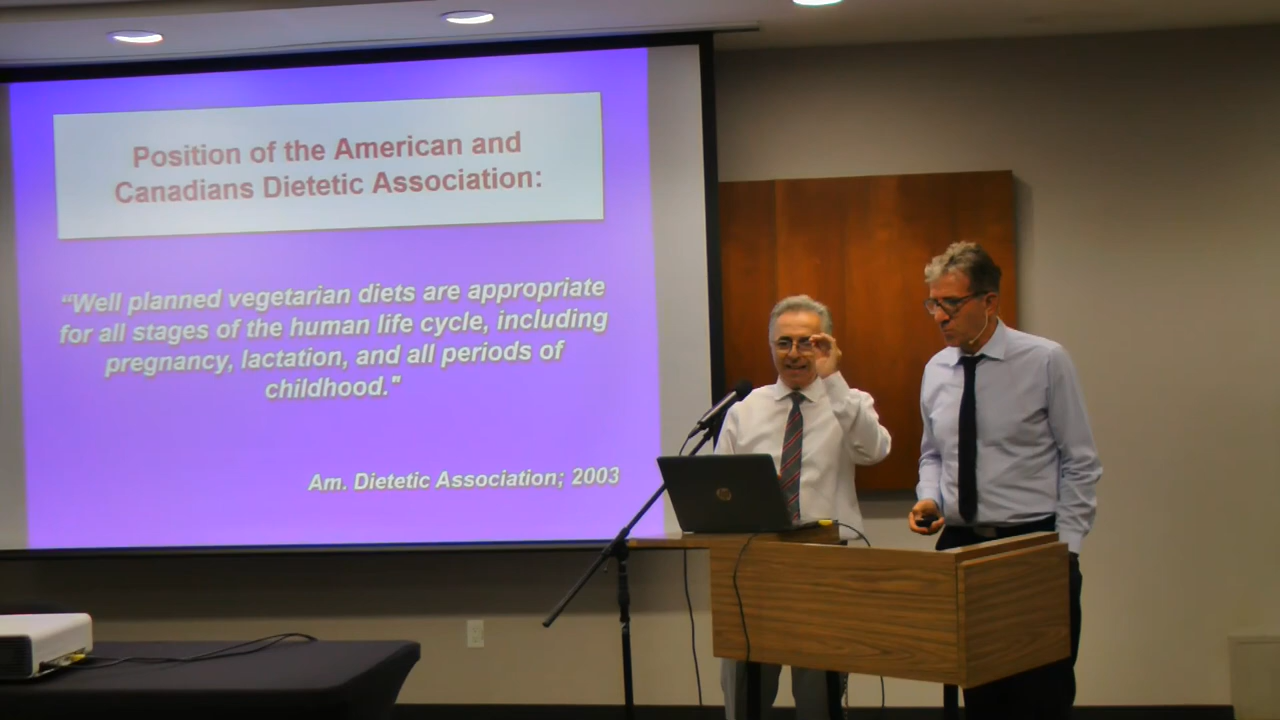 Position of the American and
Canadians Dietetic Association:
“Well planned vegetarian diets are appropriate
for all stages of the human life cycle, including
pregnancy, lactation, and all periods of
childhood."
Am. Dietetic Association; 2003
hp